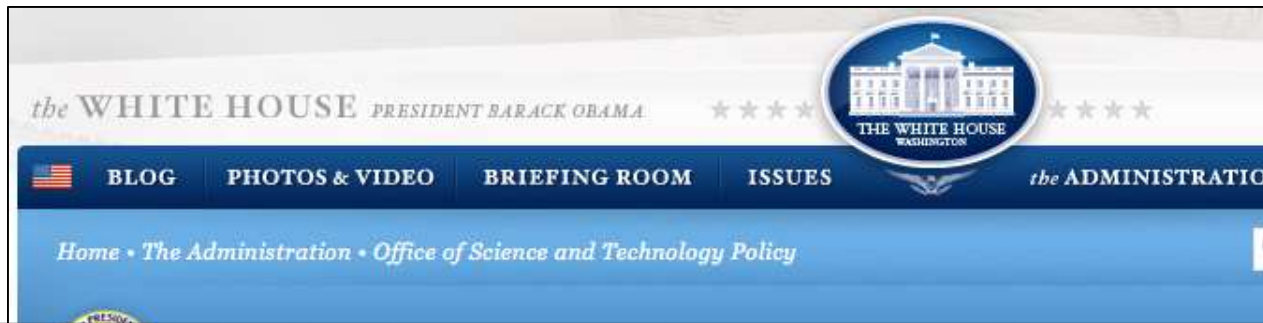 the WHITE HOUSE PRESIDENT BARACK OBAMA
THE WHITE HOUSE
WASHINGTON
BLOG PHOTOS & VIDEO BRIEFING ROOM ISSUES the ADMINISTRATIO
Home • The Administration • Office of Science and Technology Policy